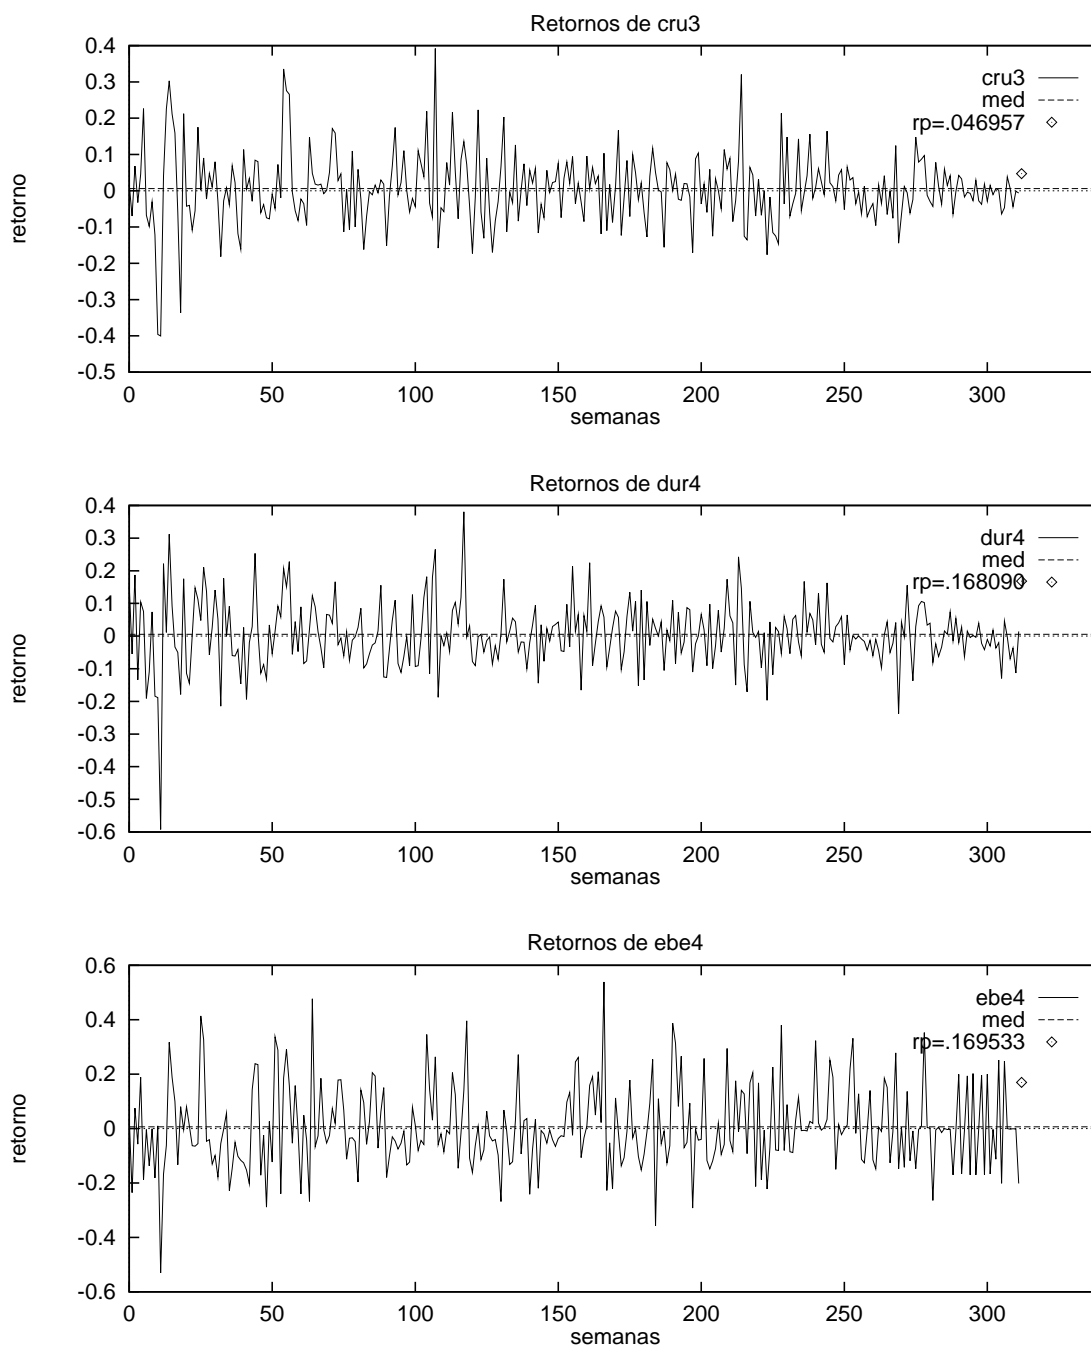 Retornos de cru3
0.4
0.3
0.2
0.1
0
-0.1
-0.2
-0.3
-0.4
-0.5
retorno
cru3
med
rp=.046957
0 50 100 150 200 250 300
semanas
Retornos de dur4
0.4
0.3
0.2
0.1
0
-0.1
-0.2
-0.3
-0.4
-0.5
-0.6
retorno
dur4
med
rp=.168090
0 50 100 150 200 250 300
semanas
Retornos de ebe4
0.6
0.4
0.2
0
-0.2
-0.4
-0.6
retorno
ebe4
med
rp=.169533
0 50 100 150 200 250 300
semanas